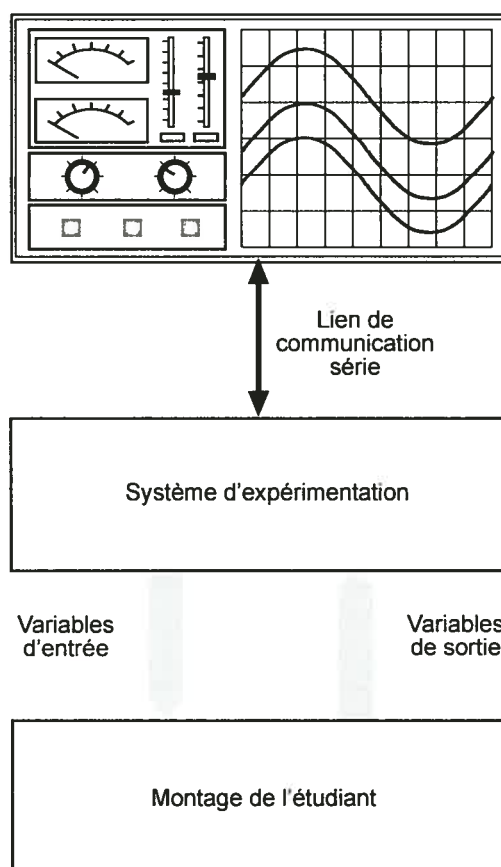 Lien de
communication
série
Système d'expérimentation
Variables
d'entrée
Variables
de sortie
Montage de l'étudiant